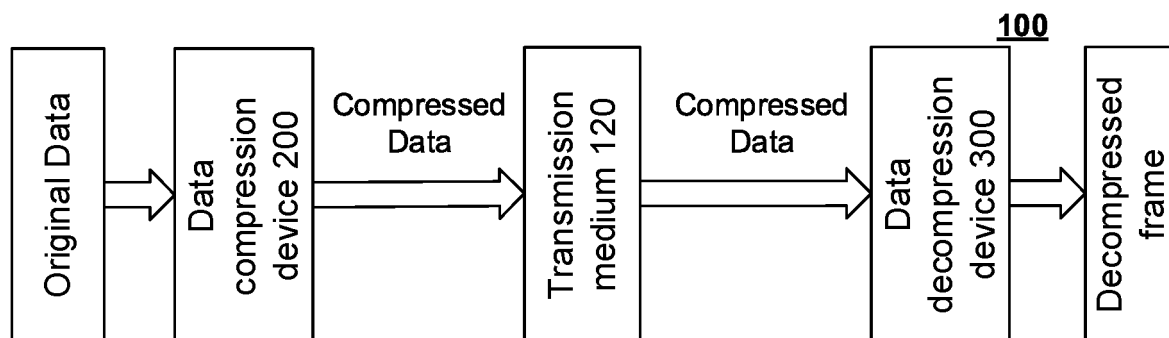 100
Original Data
Data
compression
device 200
Compressed
Data
Transmission
medium 120
Compressed
Data
Data
decompression
device 300
Decompressed
frame